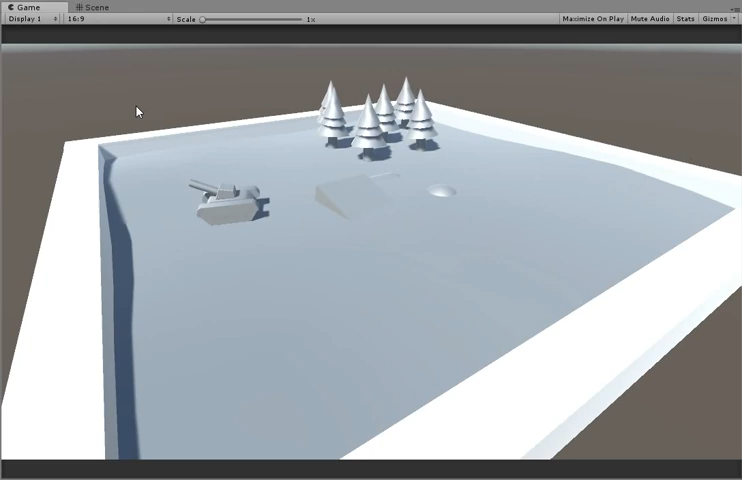 Game Scene
Display 1 16:9 Scale 1x Maximize On Play Mute Audio Stats Gizmos